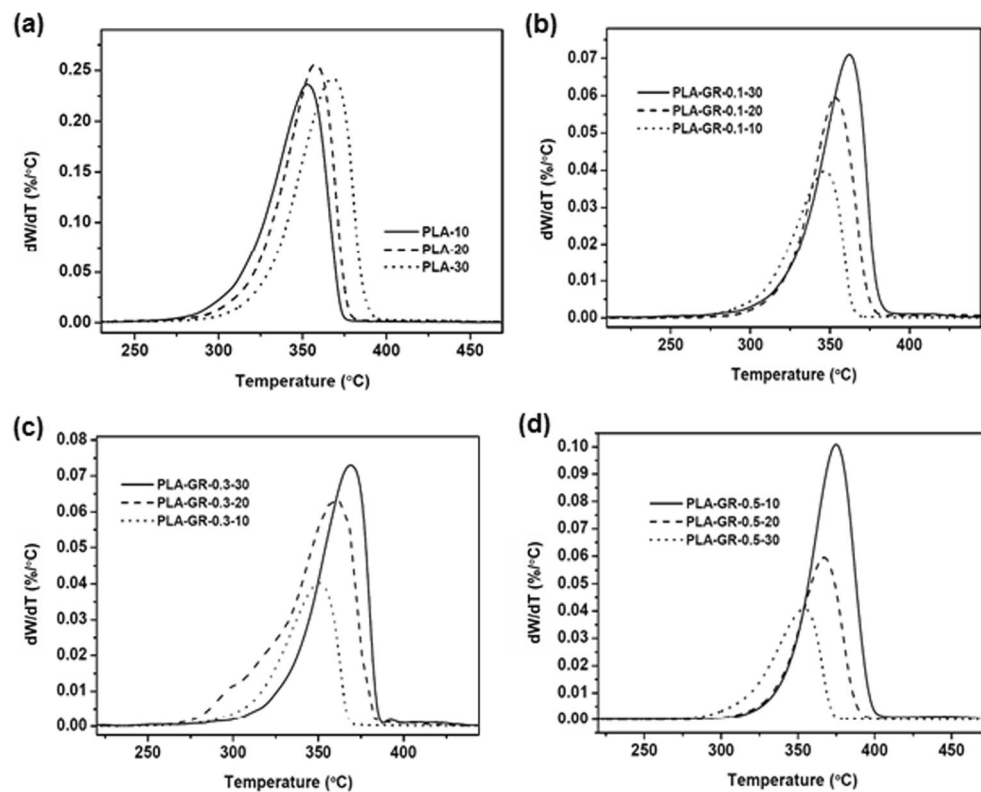 (a)
dW/dT (%/°C)
0.25
0.20
0.15
0.10
0.05
0.00
PLA-10
PLA-20
PLA-30
250 300 350 400 450
Temperature (°C)
(b)
dW/dT (%/°C)
0.07
0.06
0.05
0.04
0.03
0.02
0.01
0.00
PLA-GR-0.1-30
PLA-GR-0.1-20
PLA-GR-0.1-10
250 300 350 400
Temperature (°C)
(c)
dW/dT (%/°C)
0.08
0.07
0.06
0.05
0.04
0.03
0.02
0.01
0.00
PLA-GR-0.3-30
PLA-GR-0.3-20
PLA-GR-0.3-10
250 300 350 400
Temperature (°C)
(d)
dW/dT (%/°C)
0.10
0.09
0.08
0.07
0.06
0.05
0.04
0.03
0.02
0.01
0.00
PLA-GR-0.5-10
PLA-GR-0.5-20
PLA-GR-0.5-30
250 300 350 400 450
Temperature (°C)